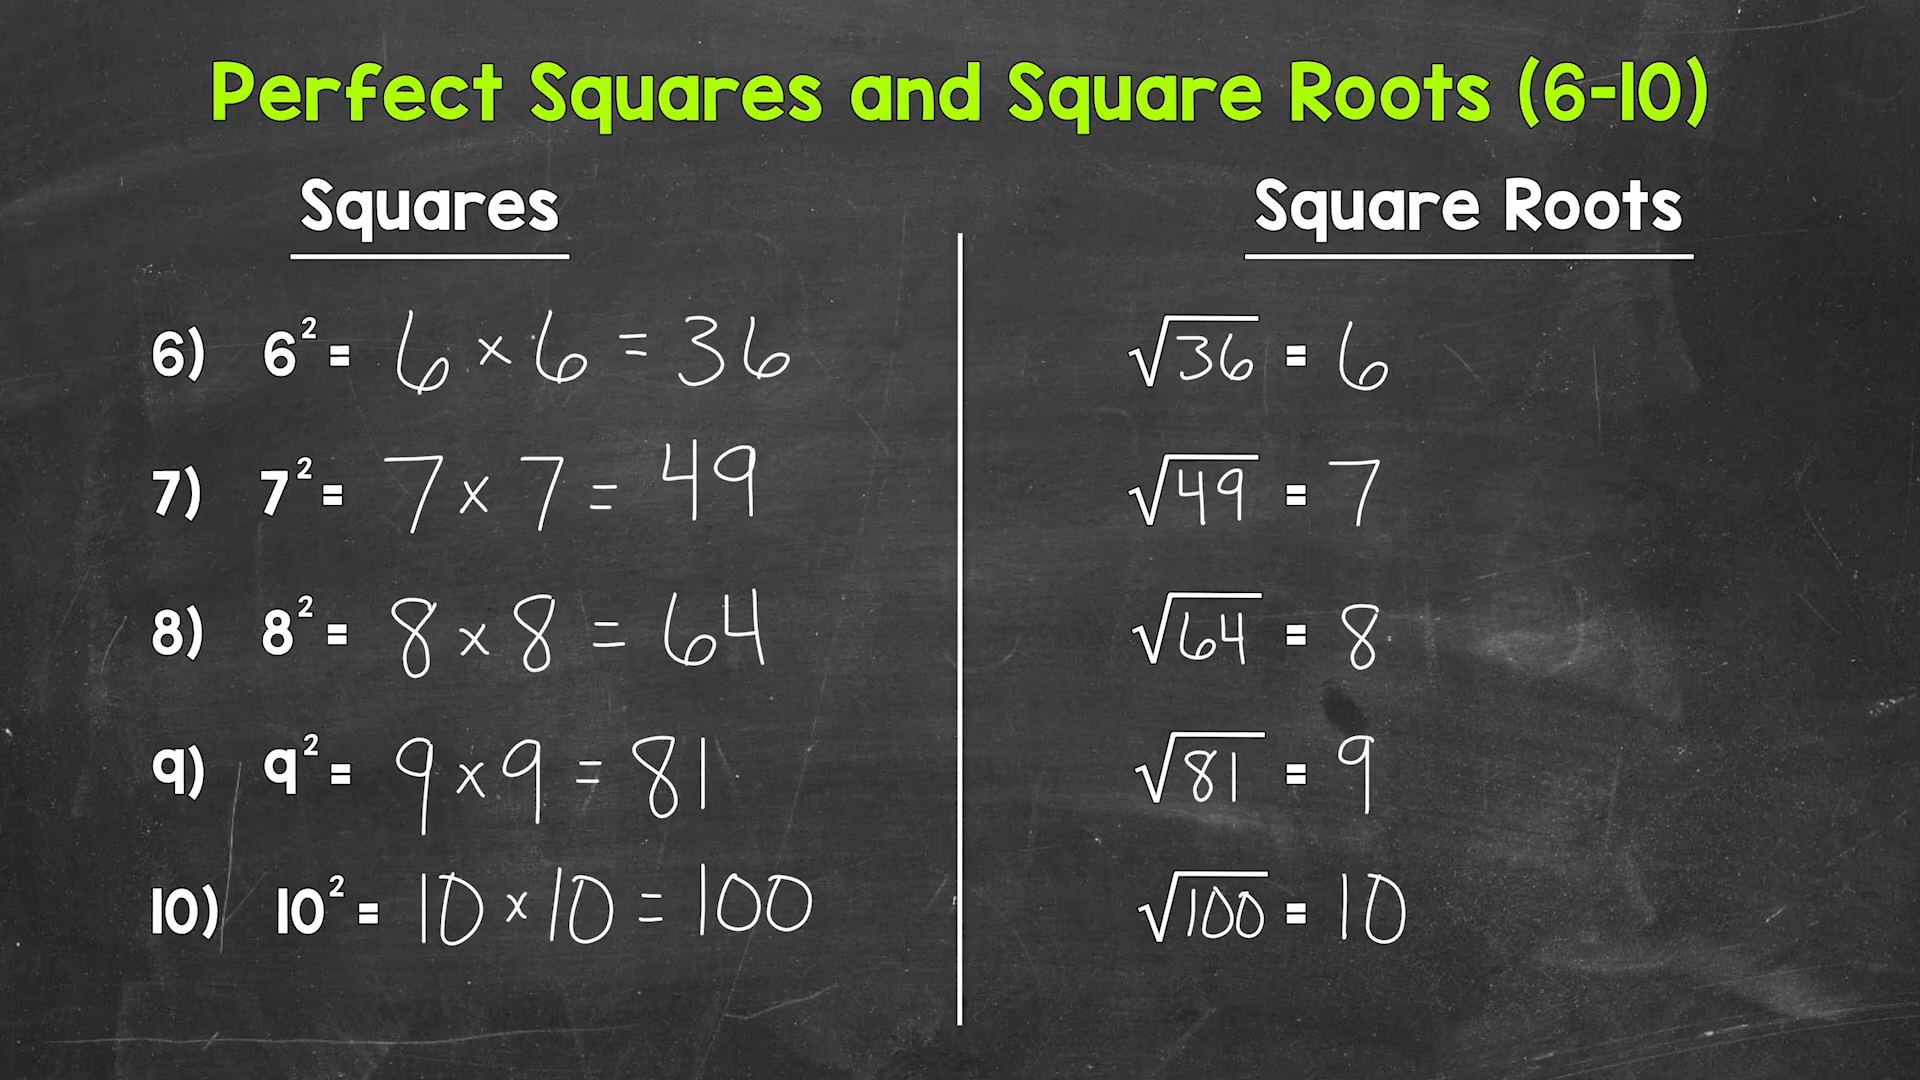 Perfect Squares and Square Roots (6-10)
Squares
Square Roots
6) 6² = 6 × 6 = 36
√36 = 6
7) 7² = 7 × 7 = 49
√49 = 7
8) 8² = 8 × 8 = 64
√64 = 8
9) 9² = 9 × 9 = 81
√81 = 9
10) 10² = 10 × 10 = 100
√100 = 10